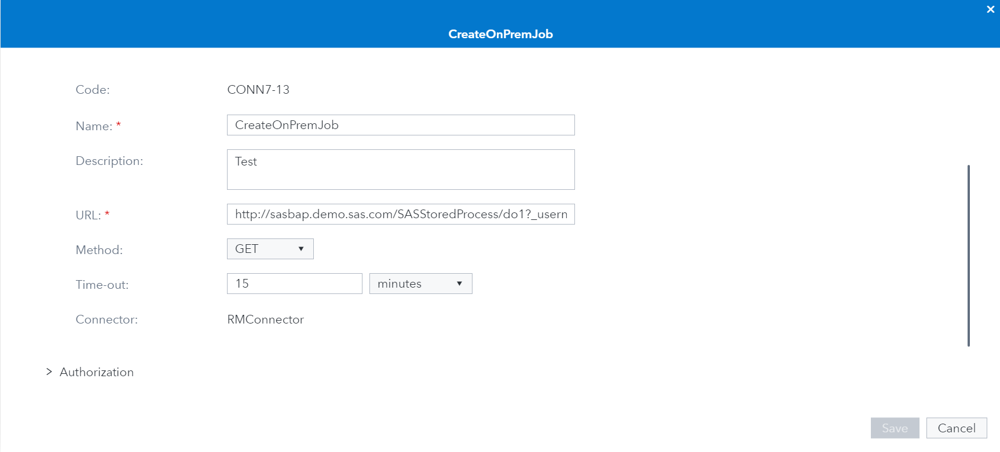 CreateOnPremJob
Code: CONN7-13
Name: * CreateOnPremJob
Description: Test
URL: * http://sasbap.demo.sas.com/SASStoredProcess/do1?_usern
Method: GET
Time-out: 15 minutes
Connector: RMConnector
Authorization
Save Cancel